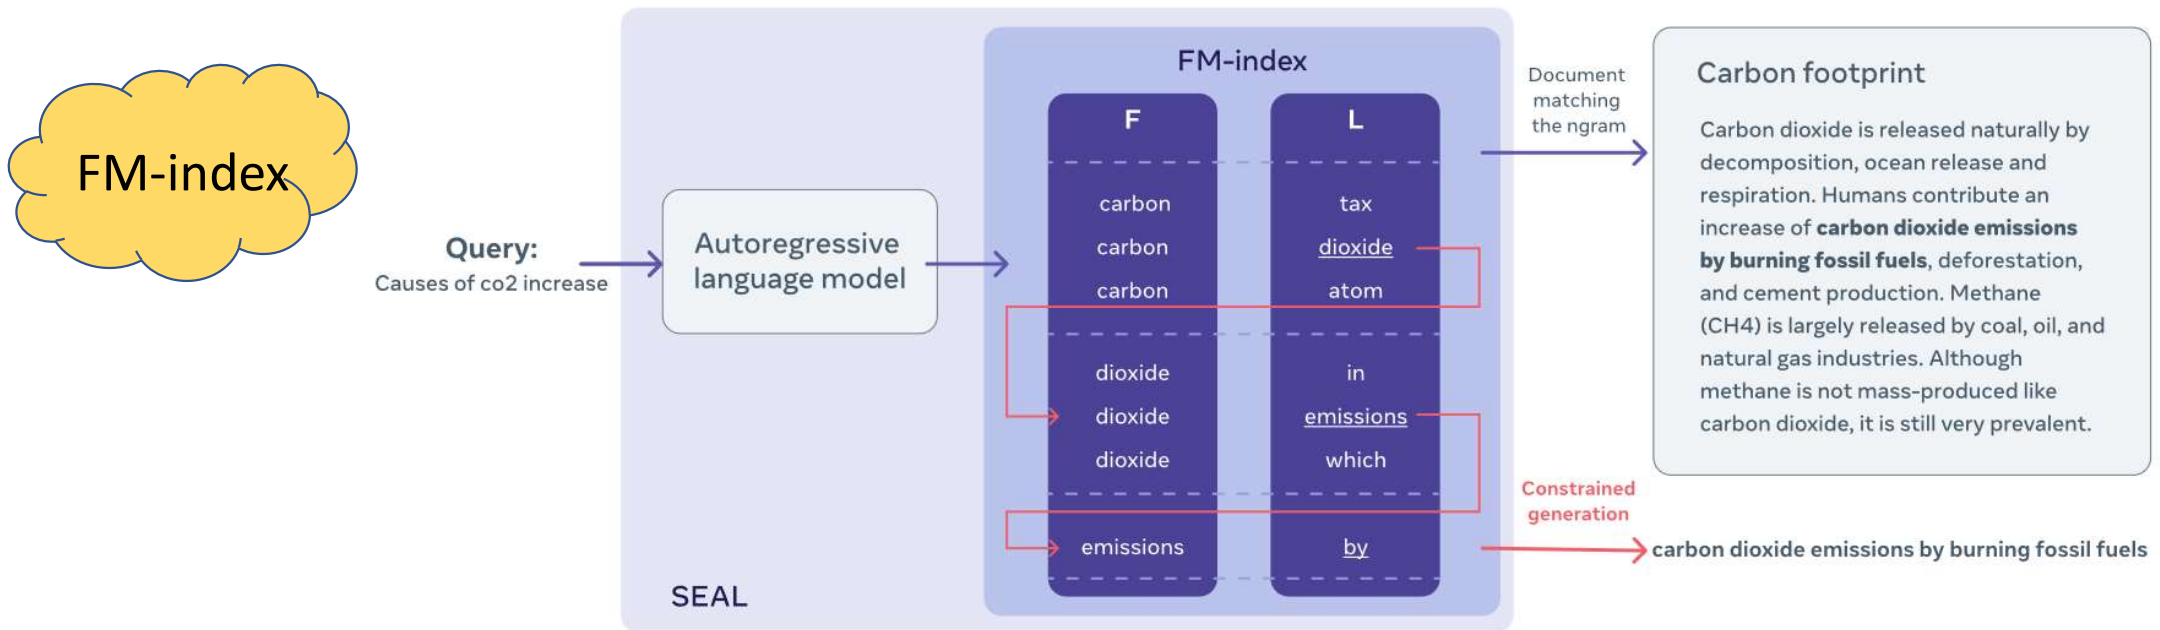 FM-index
Query:
Causes of co2 increase
Autoregressive
language model
SEAL
FM-index
F L
carbon tax
carbon dioxide
carbon atom
dioxide in
dioxide emissions
dioxide which
emissions by
Document
matching
the ngram
Constrained
generation
Carbon footprint
Carbon dioxide is released naturally by
decomposition, ocean release and
respiration. Humans contribute an
increase of carbon dioxide emissions
by burning fossil fuels, deforestation,
and cement production. Methane
(CH4) is largely released by coal, oil, and
natural gas industries. Although
methane is not mass-produced like
carbon dioxide, it is still very prevalent.
carbon dioxide emissions by burning fossil fuels